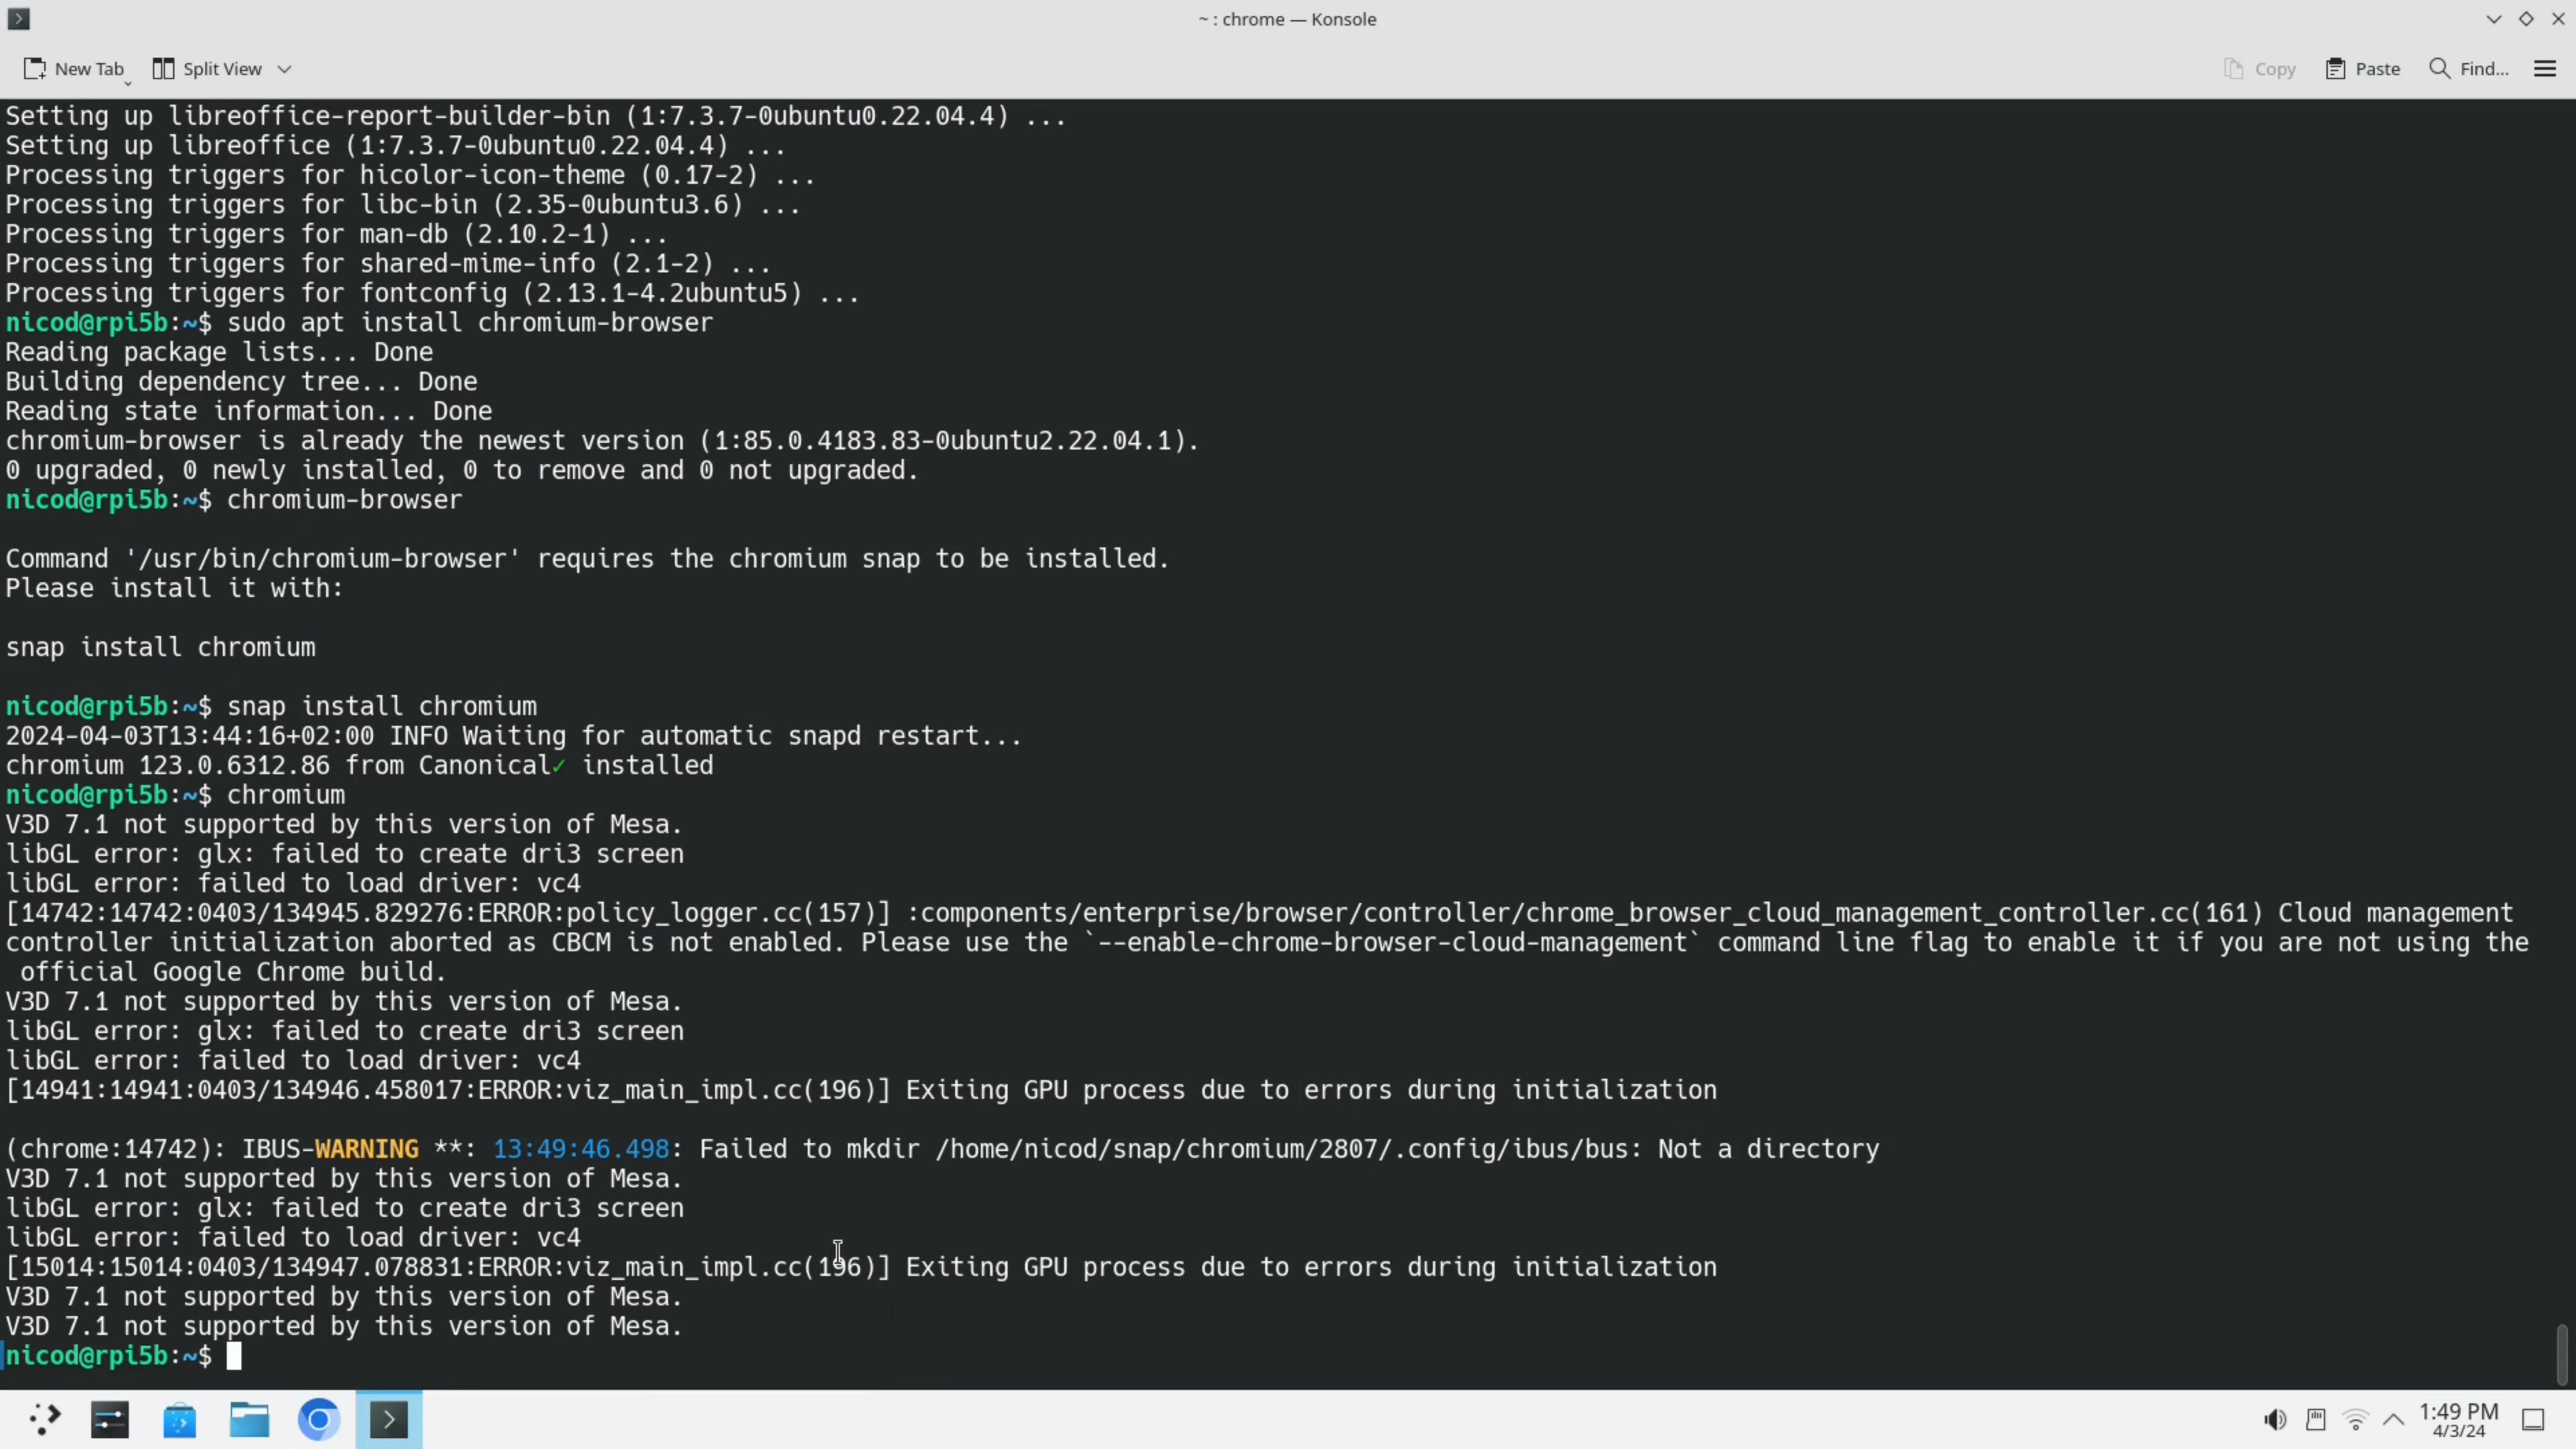 ~ : chrome — Konsole
New Tab
Split View
Copy
Paste
Find...
Setting up libreoffice-report-builder-bin (1:7.3.7-0ubuntu0.22.04.4) ...
Setting up libreoffice (1:7.3.7-0ubuntu0.22.04.4) ...
Processing triggers for hicolor-icon-theme (0.17-2) ...
Processing triggers for libc-bin (2.35-0ubuntu3.6) ...
Processing triggers for man-db (2.10.2-1) ...
Processing triggers for shared-mime-info (2.1-2) ...
Processing triggers for fontconfig (2.13.1-4.2ubuntu5) ...
nicod@rpi5b:~$ sudo apt install chromium-browser
Reading package lists... Done
Building dependency tree... Done
Reading state information... Done
chromium-browser is already the newest version (1:85.0.4183.83-0ubuntu2.22.04.1).
0 upgraded, 0 newly installed, 0 to remove and 0 not upgraded.
nicod@rpi5b:~$ chromium-browser
Command '/usr/bin/chromium-browser' requires the chromium snap to be installed.
Please install it with:
snap install chromium
nicod@rpi5b:~$ snap install chromium
2024-04-03T13:44:16+02:00 INFO Waiting for automatic snapd restart...
chromium 123.0.6312.86 from Canonical✓ installed
nicod@rpi5b:~$ chromium
V3D 7.1 not supported by this version of Mesa.
libGL error: glx: failed to create dri3 screen
libGL error: failed to load driver: vc4
[14742:14742:0403/134945.829276:ERROR:policy_logger.cc(157)] :components/enterprise/browser/controller/chrome_browser_cloud_management_controller.cc(161) Cloud management
controller initialization aborted as CBCM is not enabled. Please use the `--enable-chrome-browser-cloud-management` command line flag to enable it if you are not using the
official Google Chrome build.
V3D 7.1 not supported by this version of Mesa.
libGL error: glx: failed to create dri3 screen
libGL error: failed to load driver: vc4
[14941:14941:0403/134946.458017:ERROR:viz_main_impl.cc(196)] Exiting GPU process due to errors during initialization
(chrome:14742): IBUS-WARNING **: 13:49:46.498: Failed to mkdir /home/nicod/snap/chromium/2807/.config/ibus/bus: Not a directory
V3D 7.1 not supported by this version of Mesa.
libGL error: glx: failed to create dri3 screen
libGL error: failed to load driver: vc4
[15014:15014:0403/134947.078831:ERROR:viz_main_impl.cc(196)] Exiting GPU process due to errors during initialization
V3D 7.1 not supported by this version of Mesa.
V3D 7.1 not supported by this version of Mesa.
nicod@rpi5b:~$
1:49 PM
4/3/24